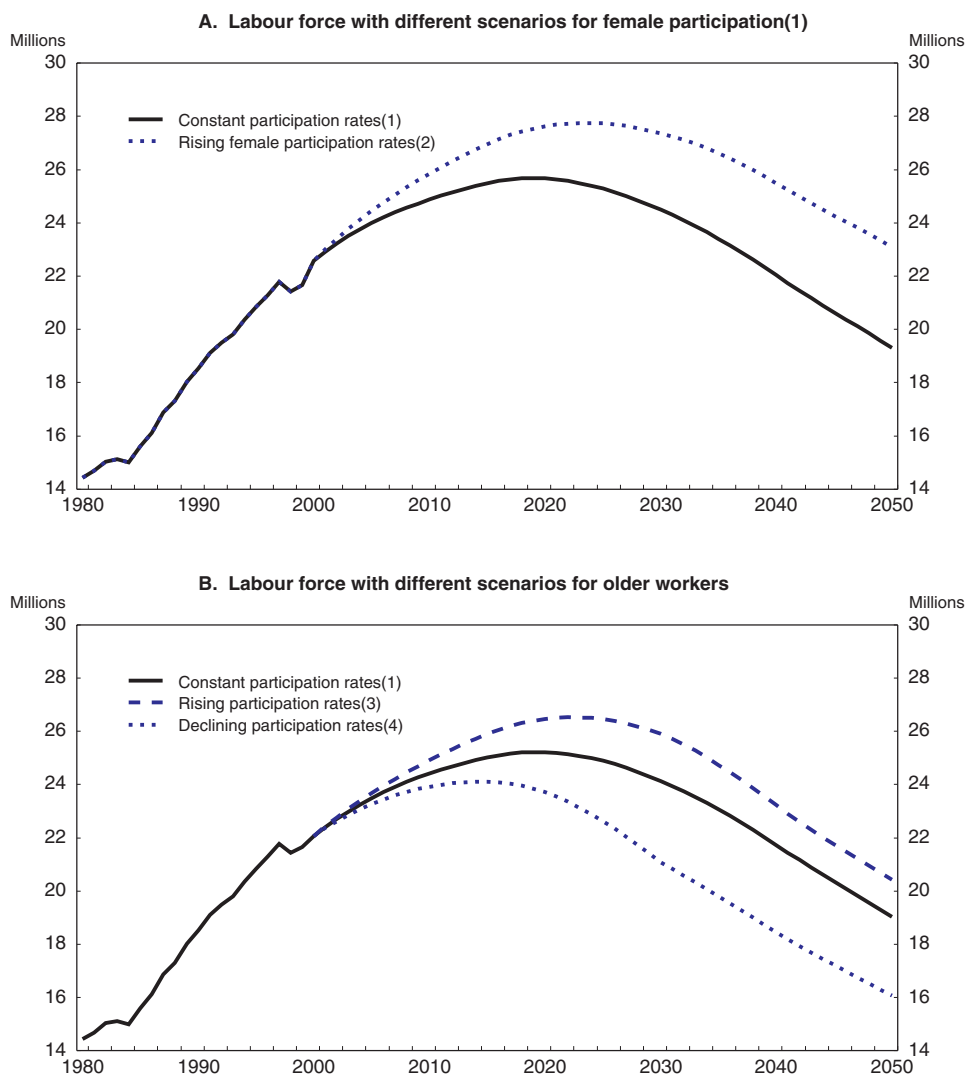 A. Labour force with different scenarios for female participation(1)
Millions Millions
30 30
Constant participation rates(1)
28 28
Rising female participation rates(2)
26 26
24 24
22 22
20 20
18 18
16 16
14 14
1980 1990 2000 2010 2020 2030 2040 2050
B. Labour force with different scenarios for older workers
Millions Millions
30 30
28 28
Constant participation rates(1)
Rising participation rates(3)
Declining participation rates(4)
26 26
24 24
22 22
20 20
18 18
16 16
14 14
1980 1990 2000 2010 2020 2030 2040 2050